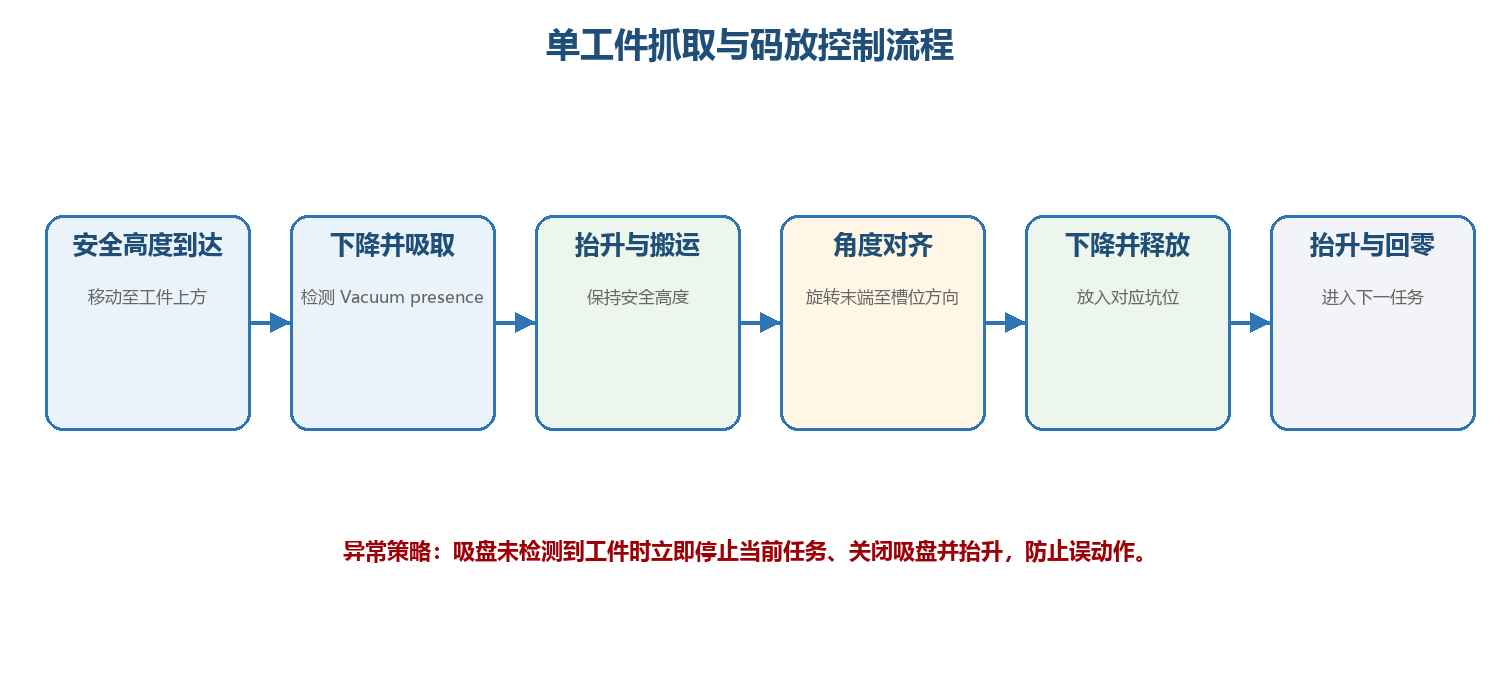 单工件抓取与码放控制流程
安全高度到达
移动至工件上方
下降并吸取
检测 Vacuum presence
抬升与搬运
保持安全高度
角度对齐
旋转末端至槽位方向
下降并释放
放入对应坑位
抬升与回零
进入下一任务
异常策略：吸盘未检测到工件时立即停止当前任务、关闭吸盘并抬升，防止误动作。